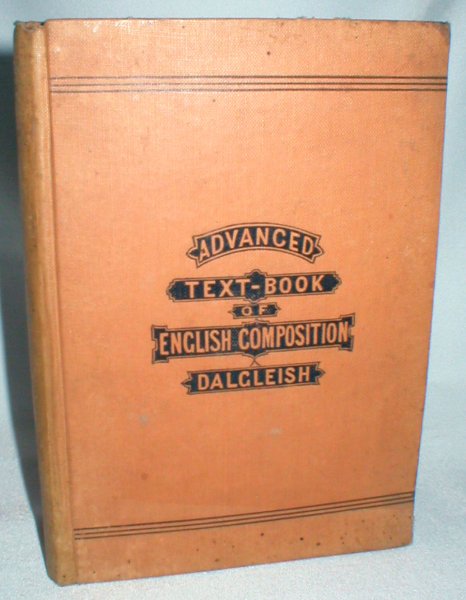 ADVANCED
TEXT-BOOK
OF
ENGLISH COMPOSITION
DALGLEISH